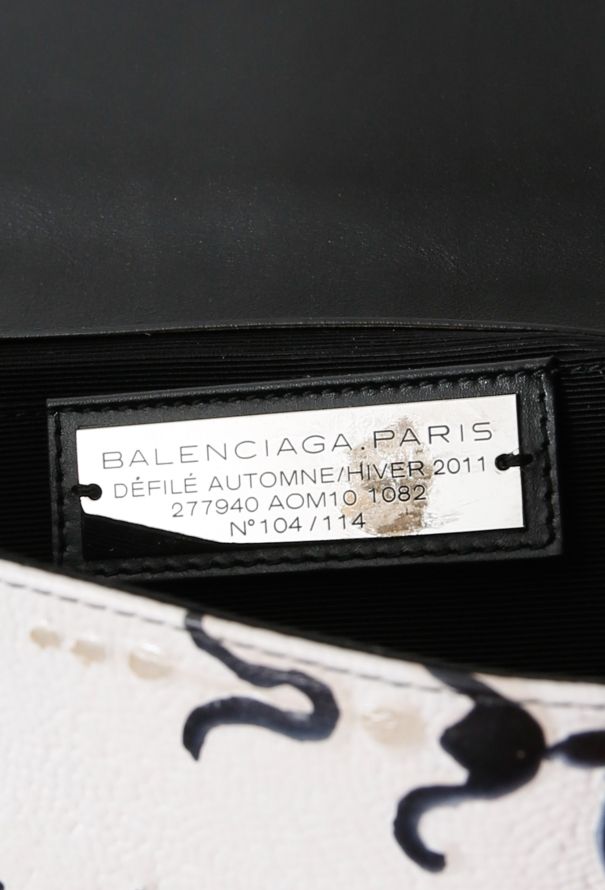 BALENCIAGA.PARIS
DÉFILÉ AUTOMNE/HIVER 2011
277940 AOM10 1082
N°104/114